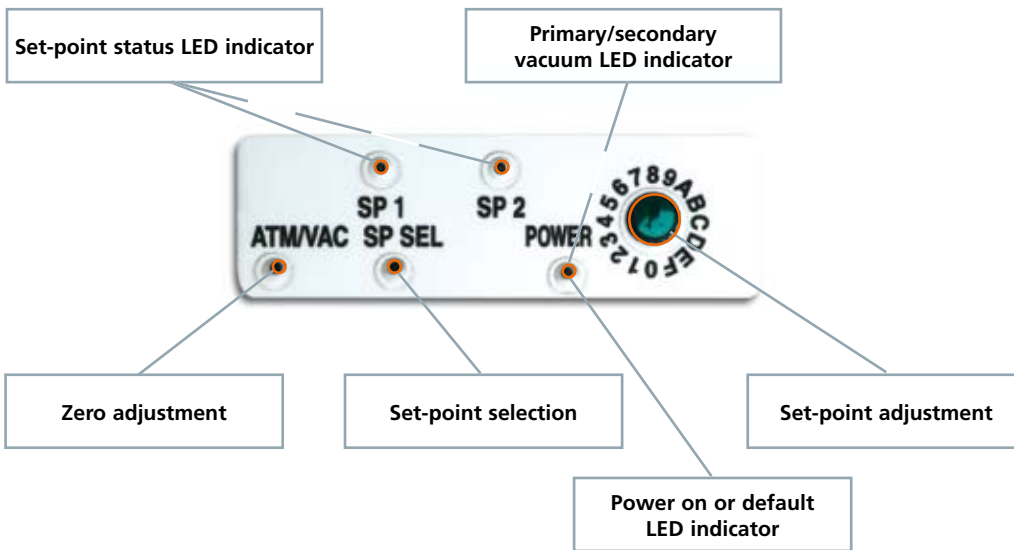 Set-point status LED indicator
Primary/secondary
vacuum LED indicator
SP 1
SP 2
ATM/VAC
SP SEL
POWER
0123456789ABCDEF
Zero adjustment
Set-point selection
Set-point adjustment
Power on or default
LED indicator